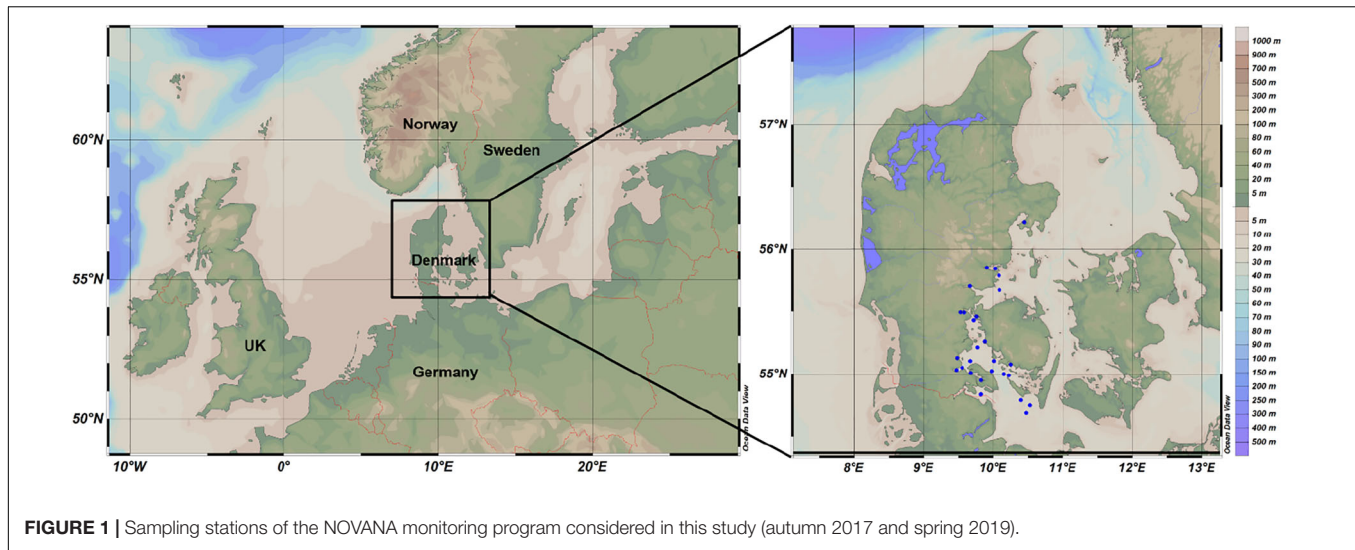 60°N
55°N
50°N
10°W
0°
10°E
20°E
Norway
Sweden
Denmark
UK
Germany
Ocean Data View
57°N
56°N
55°N
8°E
9°E
10°E
11°E
12°E
13°E
Ocean Data View
1000 m
900 m
700 m
500 m
300 m
200 m
100 m
80 m
60 m
40 m
20 m
5 m
5 m
10 m
20 m
30 m
40 m
50 m
60 m
70 m
80 m
90 m
100 m
150 m
200 m
250 m
300 m
400 m
500 m
FIGURE 1 | Sampling stations of the NOVANA monitoring program considered in this study (autumn 2017 and spring 2019).